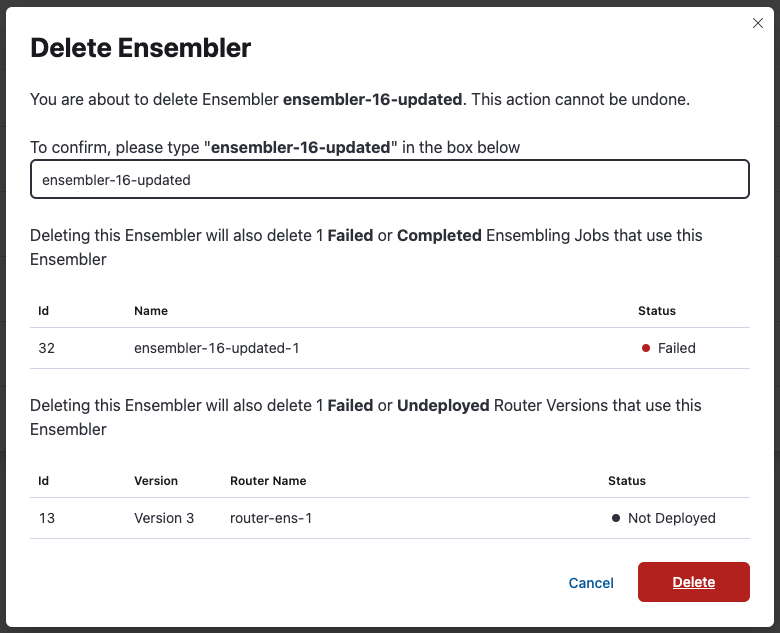 Delete Ensembler
You are about to delete Ensembler ensembler-16-updated. This action cannot be undone.
To confirm, please type "ensembler-16-updated" in the box below
ensembler-16-updated
Deleting this Ensembler will also delete 1 Failed or Completed Ensembling Jobs that use this
Ensembler
Id Name Status
32 ensembler-16-updated-1 Failed
Deleting this Ensembler will also delete 1 Failed or Undeployed Router Versions that use this
Ensembler
Id Version Router Name Status
13 Version 3 router-ens-1 Not Deployed
Cancel Delete